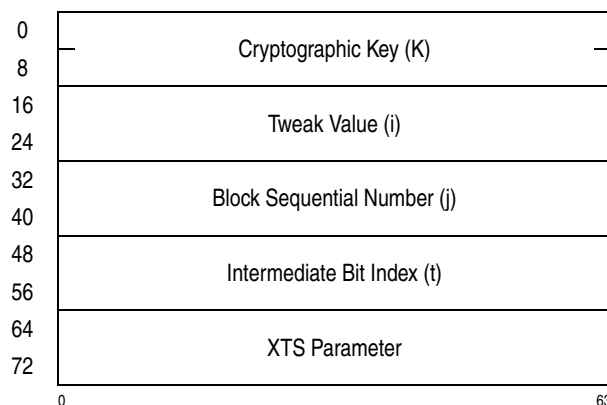 0
Cryptographic Key (K)
8
16
Tweak Value (i)
24
32
Block Sequential Number (j)
40
48
Intermediate Bit Index (t)
56
64
XTS Parameter
72
0 63